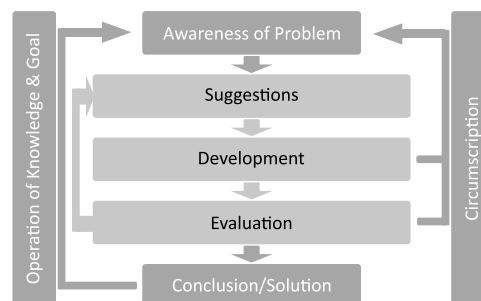 Operation of Knowledge & Goal
Awareness of Problem
Suggestions
Development
Evaluation
Conclusion/Solution
Circumscription